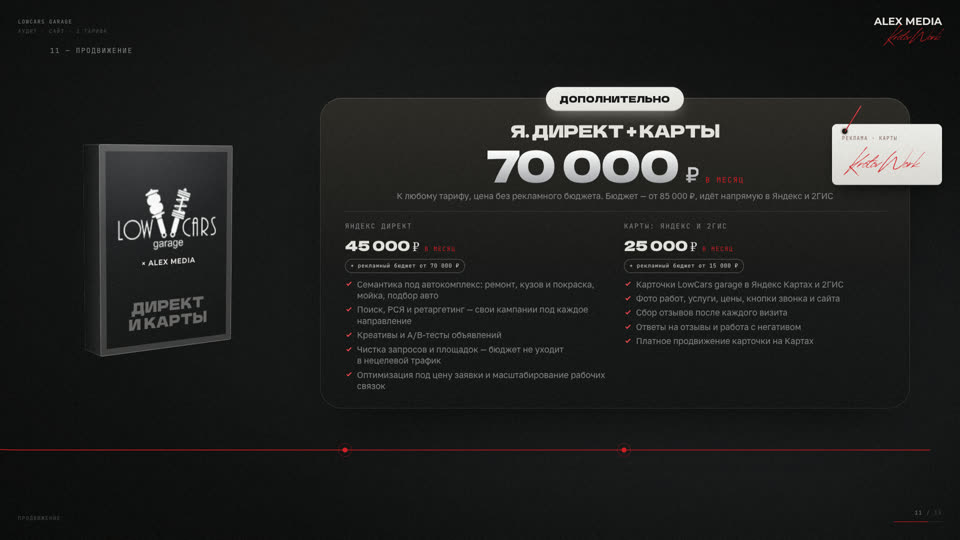 LOWCARS GARAGE
АУДИТ · САЙТ · 2 ТАРИФА
11 — ПРОДВИЖЕНИЕ
ALEX MEDIA
KrotovWork
ДОПОЛНИТЕЛЬНО
Я. ДИРЕКТ + КАРТЫ
70 000 ₽ В МЕСЯЦ
К любому тарифу, цена без рекламного бюджета. Бюджет — от 85 000 ₽, идёт напрямую в Яндекс и 2ГИС
РЕКЛАМА · КАРТЫ
KrotovWork
LOW CARS
garage
× ALEX MEDIA
ДИРЕКТ
И КАРТЫ
ЯНДЕКС ДИРЕКТ
45 000 ₽ В МЕСЯЦ
+ рекламный бюджет от 70 000 ₽
Семантика под автокомплекс: ремонт, кузов и покраска,
мойка, подбор авто
Поиск, РСЯ и ретаргетинг — свои кампании под каждое
направление
Креативы и A/B-тесты объявлений
Чистка запросов и площадок — бюджет не уходит
в нецелевой трафик
Оптимизация под цену заявки и масштабирование рабочих
связок
КАРТЫ: ЯНДЕКС И 2ГИС
25 000 ₽ В МЕСЯЦ
+ рекламный бюджет от 15 000 ₽
Карточки LowCars garage в Яндекс Картах и 2ГИС
Фото работ, услуги, цены, кнопки звонка и сайта
Сбор отзывов после каждого визита
Ответы на отзывы и работа с негативом
Платное продвижение карточки на Картах
ПРОДВИЖЕНИЕ
11 / 13